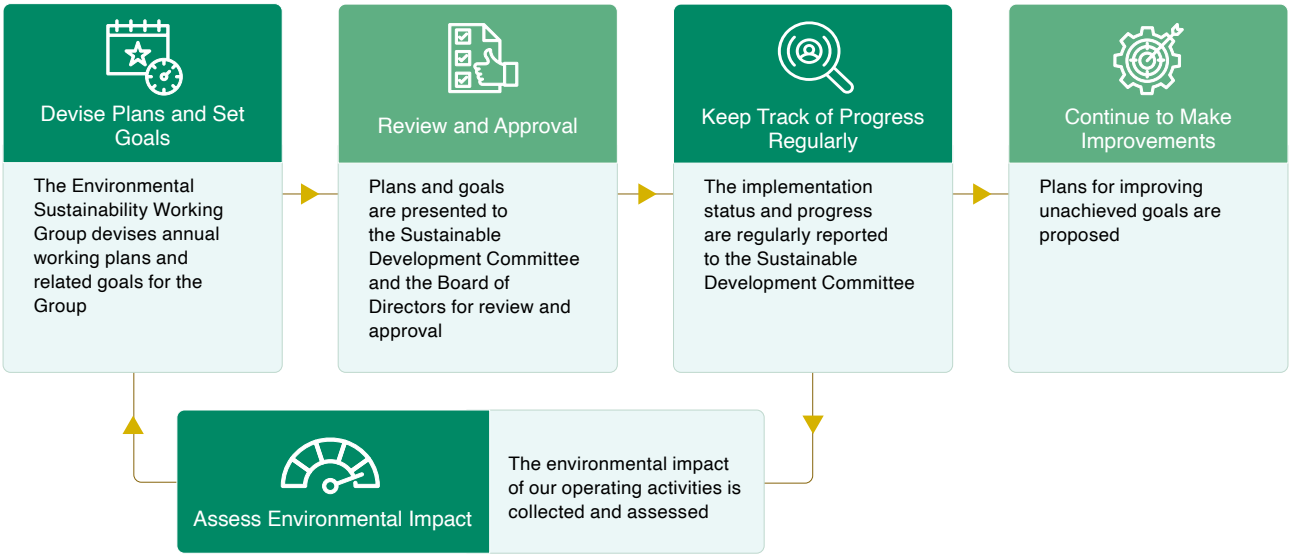 Devise Plans and Set
Goals
The Environmental
Sustainability Working
Group devises annual
working plans and
related goals for the
Group
Review and Approval
Plans and goals
are presented to
the Sustainable
Development Committee
and the Board of
Directors for review and
approval
Keep Track of Progress
Regularly
The implementation
status and progress
are regularly reported
to the Sustainable
Development Committee
Continue to Make
Improvements
Plans for improving
unachieved goals are
proposed
Assess Environmental Impact
The environmental impact
of our operating activities is
collected and assessed